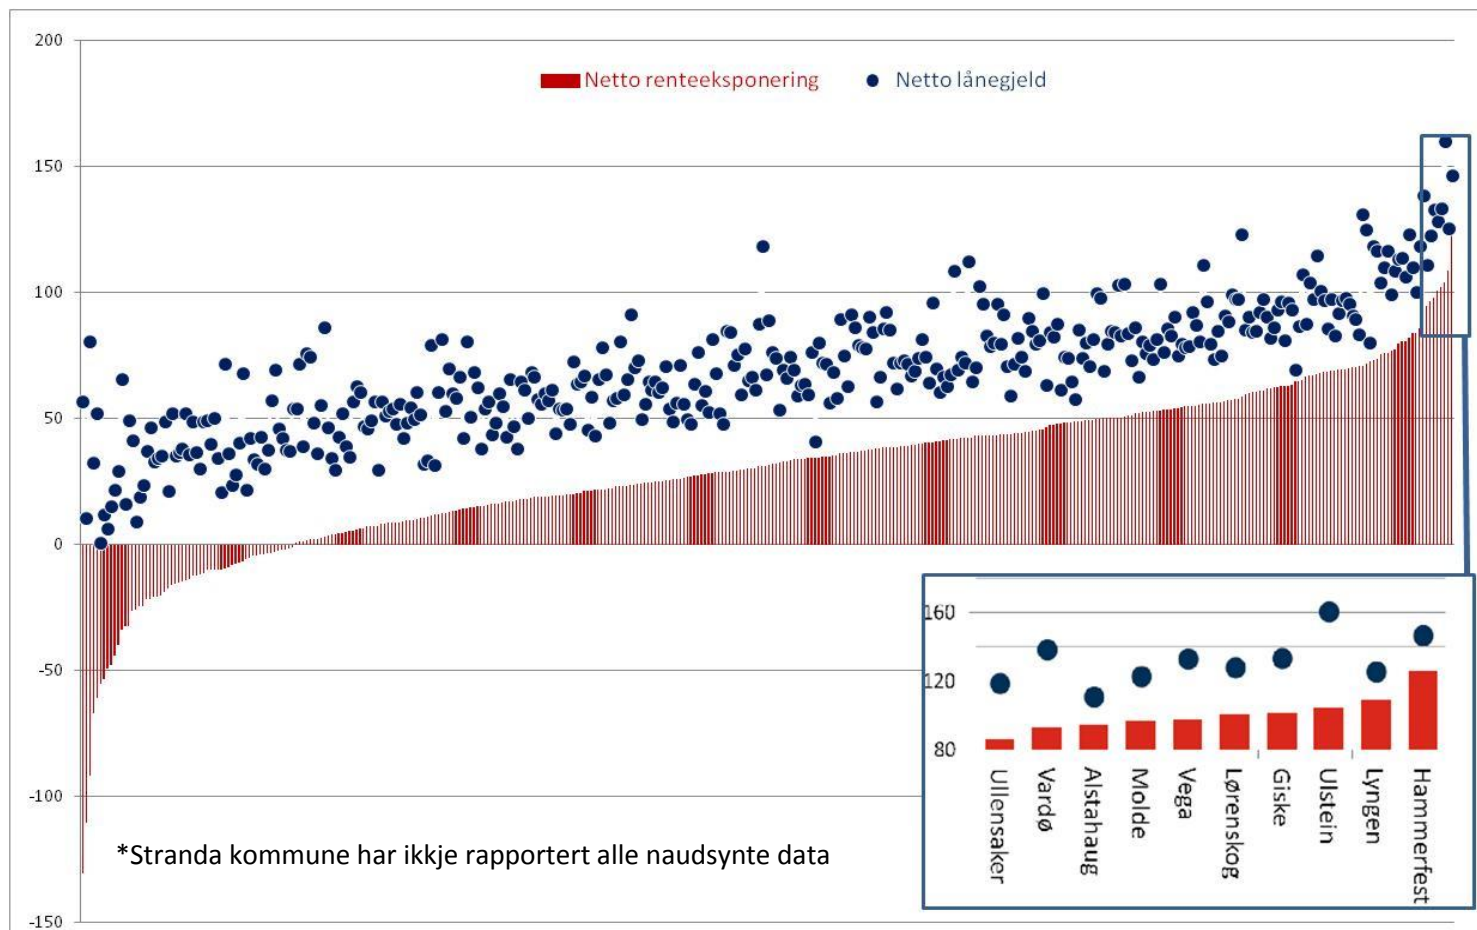 200
Netto renteeksponering Netto lånegjeld
150
100
50
0
-50
-100
-150
*Stranda kommune har ikkje rapportert alle naudsynte data
160
120
80
Ullensaker
Vardø
Alstahaug
Molde
Vega
Lørenskog
Giske
Ulstein
Lyngen
Hammerfest